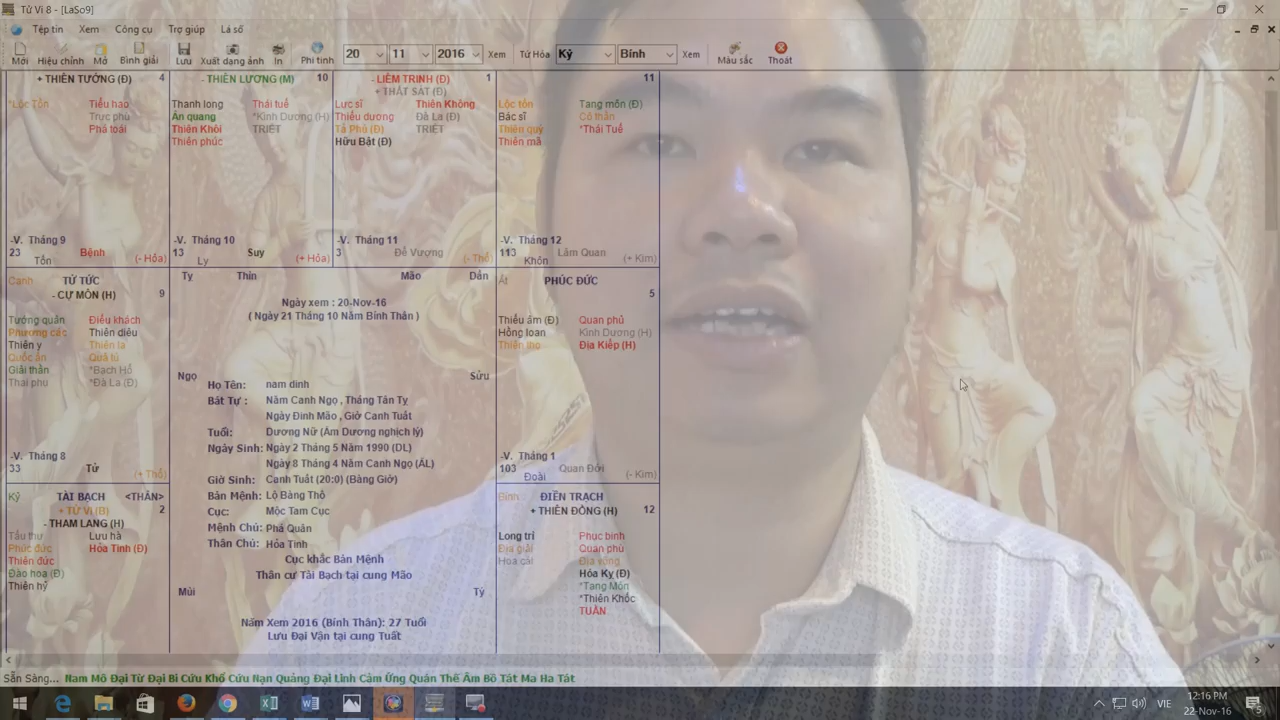 Tử Vi 8 - [LaSo9]
Tệp tin Xem Công cụ Trợ giúp Lá số
Mới Hiệu chỉnh Mở Bình giải Lưu Xuất dạng ảnh In Phi tinh 20 11 2016 Xem Tứ Hóa Kỷ Bính Xem Màu sắc Thoát
+ THIÊN TƯỚNG (Đ) 4
*Lộc Tồn Tiểu hao
Trực phù
Phá toái
-V. Tháng 9
23 Bệnh (- Hỏa)
Tốn
- THIÊN LƯƠNG (M) 10
Thanh long Thái tuế
Ân quang *Kình Dương (H)
Thiên Khôi TRIỆT
Thiên phúc
-V. Tháng 10
13 Suy (+ Hỏa)
Ly
- LIÊM TRINH (Đ) 1
+ THẤT SÁT (Đ)
Lực sĩ Thiên Không
Thiếu dương Đà La (Đ)
Tả Phù (Đ) TRIỆT
Hữu Bật (Đ)
-V. Tháng 11
3 Đế Vượng (- Thổ)
11
Lộc tồn Tang môn (Đ)
Bác sĩ Cô thần
Thiên quý *Thái Tuế
Thiên mã
-V. Tháng 12
113 Lâm Quan (+ Kim)
Khôn
Canh TỬ TỨC
- CỰ MÔN (H) 9
Tướng quân Điếu khách
Phượng các Thiên diêu
Thiên y Thiên la
Quốc ấn Quả tú
Giải thần *Bạch Hổ
Thai phụ *Đà La (Đ)
-V. Tháng 8
33 Tử (+ Thổ)
Tỵ Thìn Mão Dần
Ngày xem : 20-Nov-16
( Ngày 21 Tháng 10 Năm Bính Thân )
Ngọ Sửu
Họ Tên: nam dinh
Bát Tự : Năm Canh Ngọ , Tháng Tân Tỵ
Ngày Đinh Mão , Giờ Canh Tuất
Tuổi: Dương Nữ (Âm Dương nghịch lý)
Ngày Sinh: Ngày 2 Tháng 5 Năm 1990 (DL)
Ngày 8 Tháng 4 Năm Canh Ngọ (ÂL)
Giờ Sinh: Canh Tuất (20:0) (Bàng Giờ)
Bản Mệnh: Lộ Bàng Thổ
Cục: Mộc Tam Cục
Mệnh Chủ: Phá Quân
Thân Chủ: Hỏa Tinh
Cục khắc Bản Mệnh
Thân cư Tài Bạch tại cung Mão
Mùi Tý
Năm Xem 2016 (Bính Thân): 27 Tuổi
Lưu Đại Vận tại cung Tuất
Ất PHÚC ĐỨC
5
Thiếu âm (Đ) Quan phủ
Hồng loan Kình Dương (H)
Thiên thọ Địa Kiếp (H)
-V. Tháng 1
103 Quan Đới (- Kim)
Đoài
Kỷ TÀI BẠCH <THÂN>
+ TỬ VI (B) 2
- THAM LANG (H)
Tấu thư Lưu hà
Phúc đức Hỏa Tinh (Đ)
Thiên đức
Đào hoa (Đ)
Thiên hỷ
Bính ĐIỀN TRẠCH
+ THIÊN ĐỒNG (H) 12
Long trì Phục binh
Địa giải Quan phù
Hoa cái Địa võng
Hóa Kỵ (Đ)
*Tang Môn
*Thiên Khốc
TUẦN
Sẵn Sàng... Nam Mô Đại Từ Đại Bi Cứu Khổ Cứu Nạn Quảng Đại Linh Cảm Ứng Quán Thế Âm Bồ Tát Ma Ha Tát
VIE 12:16 PM
22-Nov-16
5